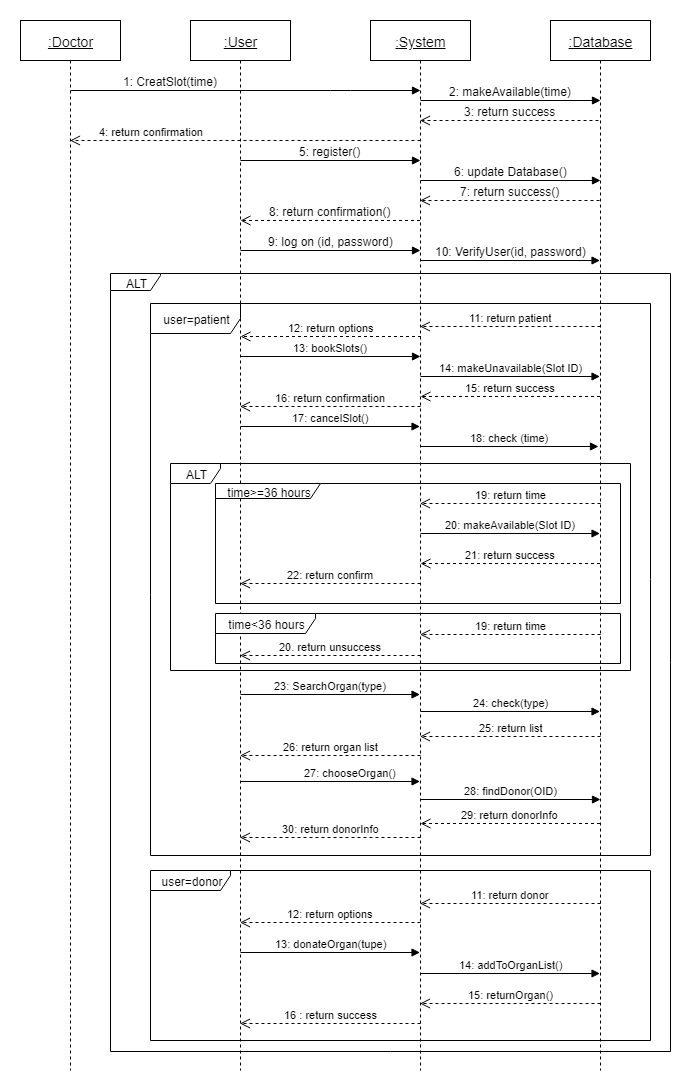 :Doctor
:User
:System
:Database
1: CreatSlot(time)
2: makeAvailable(time)
3: return success
4: return confirmation
5: register()
6: update Database()
7: return success()
8: return confirmation()
9: log on (id, password)
10: VerifyUser(id, password)
ALT
user=patient
11: return patient
12: return options
13: bookSlots()
14: makeUnavailable(Slot ID)
15: return success
16: return confirmation
17: cancelSlot()
18: check (time)
ALT
time>=36 hours
19: return time
20: makeAvailable(Slot ID)
21: return success
22: return confirm
time<36 hours
19: return time
20. return unsuccess
23: SearchOrgan(type)
24: check(type)
25: return list
26: return organ list
27: chooseOrgan()
28: findDonor(OID)
29: return donorInfo
30: return donorInfo
user=donor
11: return donor
12: return options
13: donateOrgan(tupe)
14: addToOrganList()
15: returnOrgan()
16 : return success